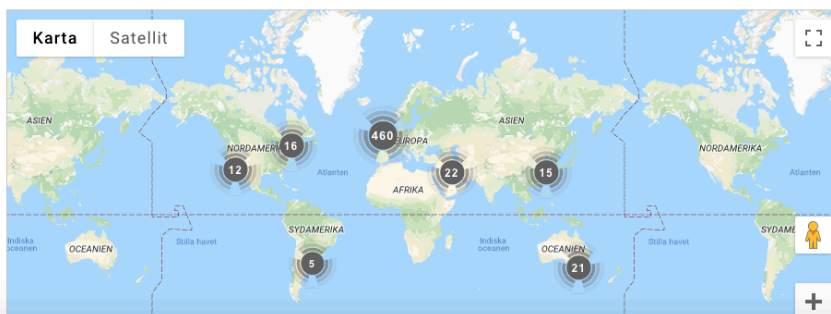 Karta Satellit
ASIEN
NORDAMERIKA
16
460
EUROPA
ASIEN
NORDAMERIKA
12
Atlanten
22
15
Atlanten
AFRIKA
SYDAMERIKA
SYDAME
Indiska
oceanen
OCEANIEN
Stilla havet
Indiska
oceanen
OCEANIEN
Stilla havet
5
21